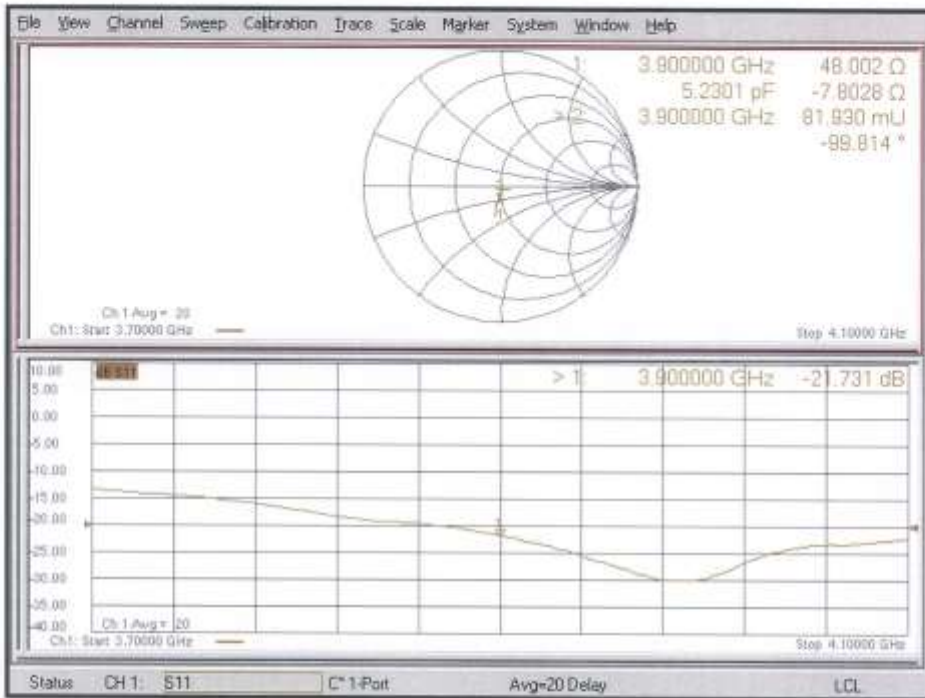 File View Channel Sweep Calibration Trace Scale Marker System Window Help
1: 3.900000 GHz 48.002 Ω
5.2301 pF -7.8028 Ω
> 2: 3.900000 GHz 81.930 mU
-99.814 °
Ch 1 Avg = 20
Ch1: Start 3.70000 GHz
Stop 4.10000 GHz
10.00
dB S11
> 1: 3.900000 GHz -21.731 dB
5.00
0.00
-5.00
-10.00
-15.00
-20.00
1
-25.00
-30.00
-35.00
-40.00
Ch 1 Avg = 20
Ch1: Start 3.70000 GHz
Stop 4.10000 GHz
Status CH 1: S11 C* 1-Port Avg=20 Delay LCL